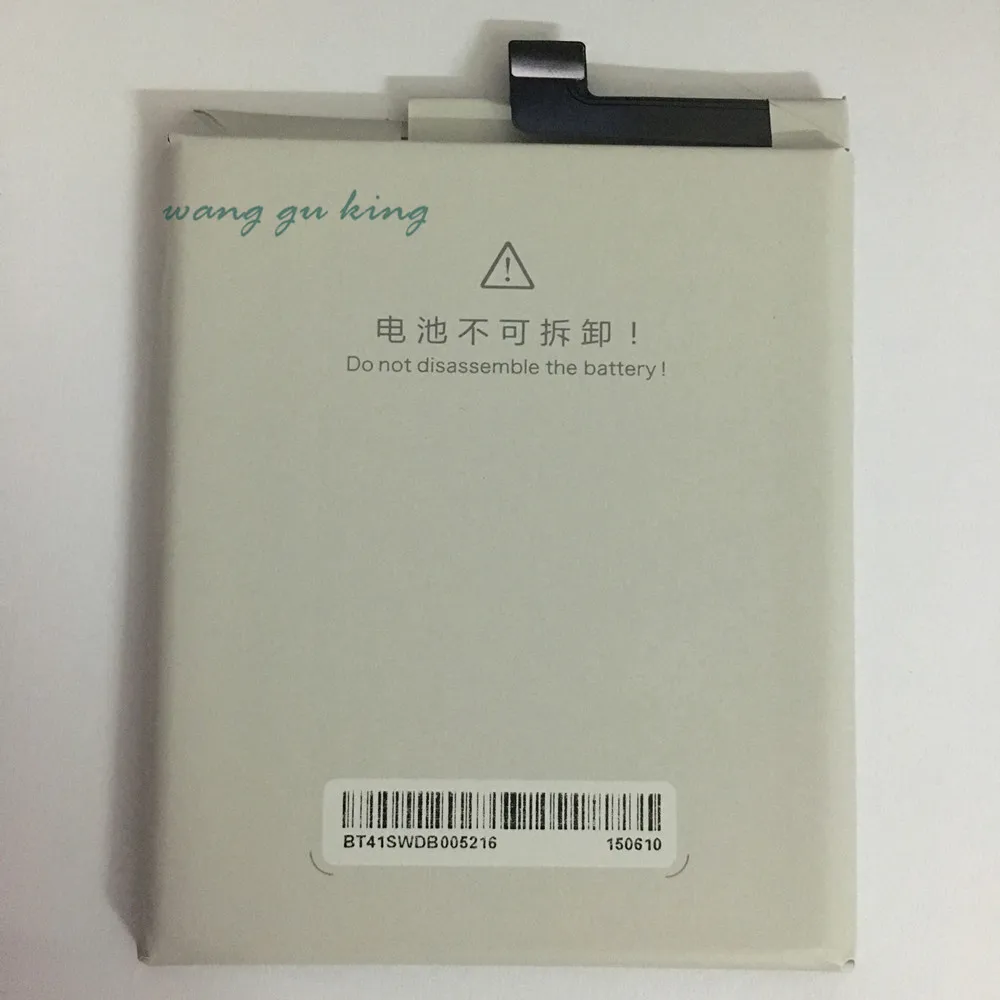 wang gu king
电池不可拆卸！
Do not disassemble the battery!
BT41SWDB005216 150610